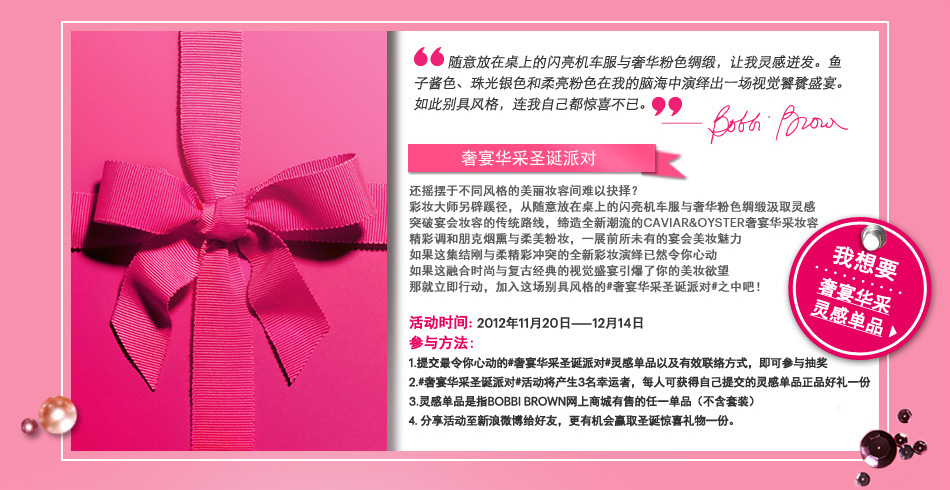 “随意放在桌上的闪亮机车服与奢华粉色绸缎，让我灵感迸发。鱼
子酱色、珠光银色和柔亮粉色在我的脑海中演绎出一场视觉饕餮盛宴。
如此别具风格，连我自己都惊喜不已。”
——Bobbi Brown
奢宴华采圣诞派对
还摇摆于不同风格的美丽妆容间难以抉择？
彩妆大师另辟蹊径，从随意放在桌上的闪亮机车服与奢华粉色绸缎汲取灵感
突破宴会妆容的传统路线，缔造全新潮流的CAVIAR&OYSTER奢宴华采妆容
精彩调和朋克烟熏与柔美粉妆，一展前所未有的宴会美妆魅力
如果这集结刚与柔精彩冲突的全新彩妆演绎已然令你心动
如果这融合时尚与复古经典的视觉盛宴引爆了你的美妆欲望
那就立即行动，加入这场别具风格的#奢宴华采圣诞派对#之中吧！
我想要
奢宴华采
灵感单品
活动时间: 2012年11月20日——12月14日
参与方法：
1.提交最令你心动的#奢宴华采圣诞派对#灵感单品以及有效联络方式，即可参与抽奖
2.#奢宴华采圣诞派对#活动将产生3名幸运者，每人可获得自己提交的灵感单品正品好礼一份
3.灵感单品是指BOBBI BROWN网上商城有售的任一单品（不含套装）
4. 分享活动至新浪微博给好友，更有机会赢取圣诞惊喜礼物一份。